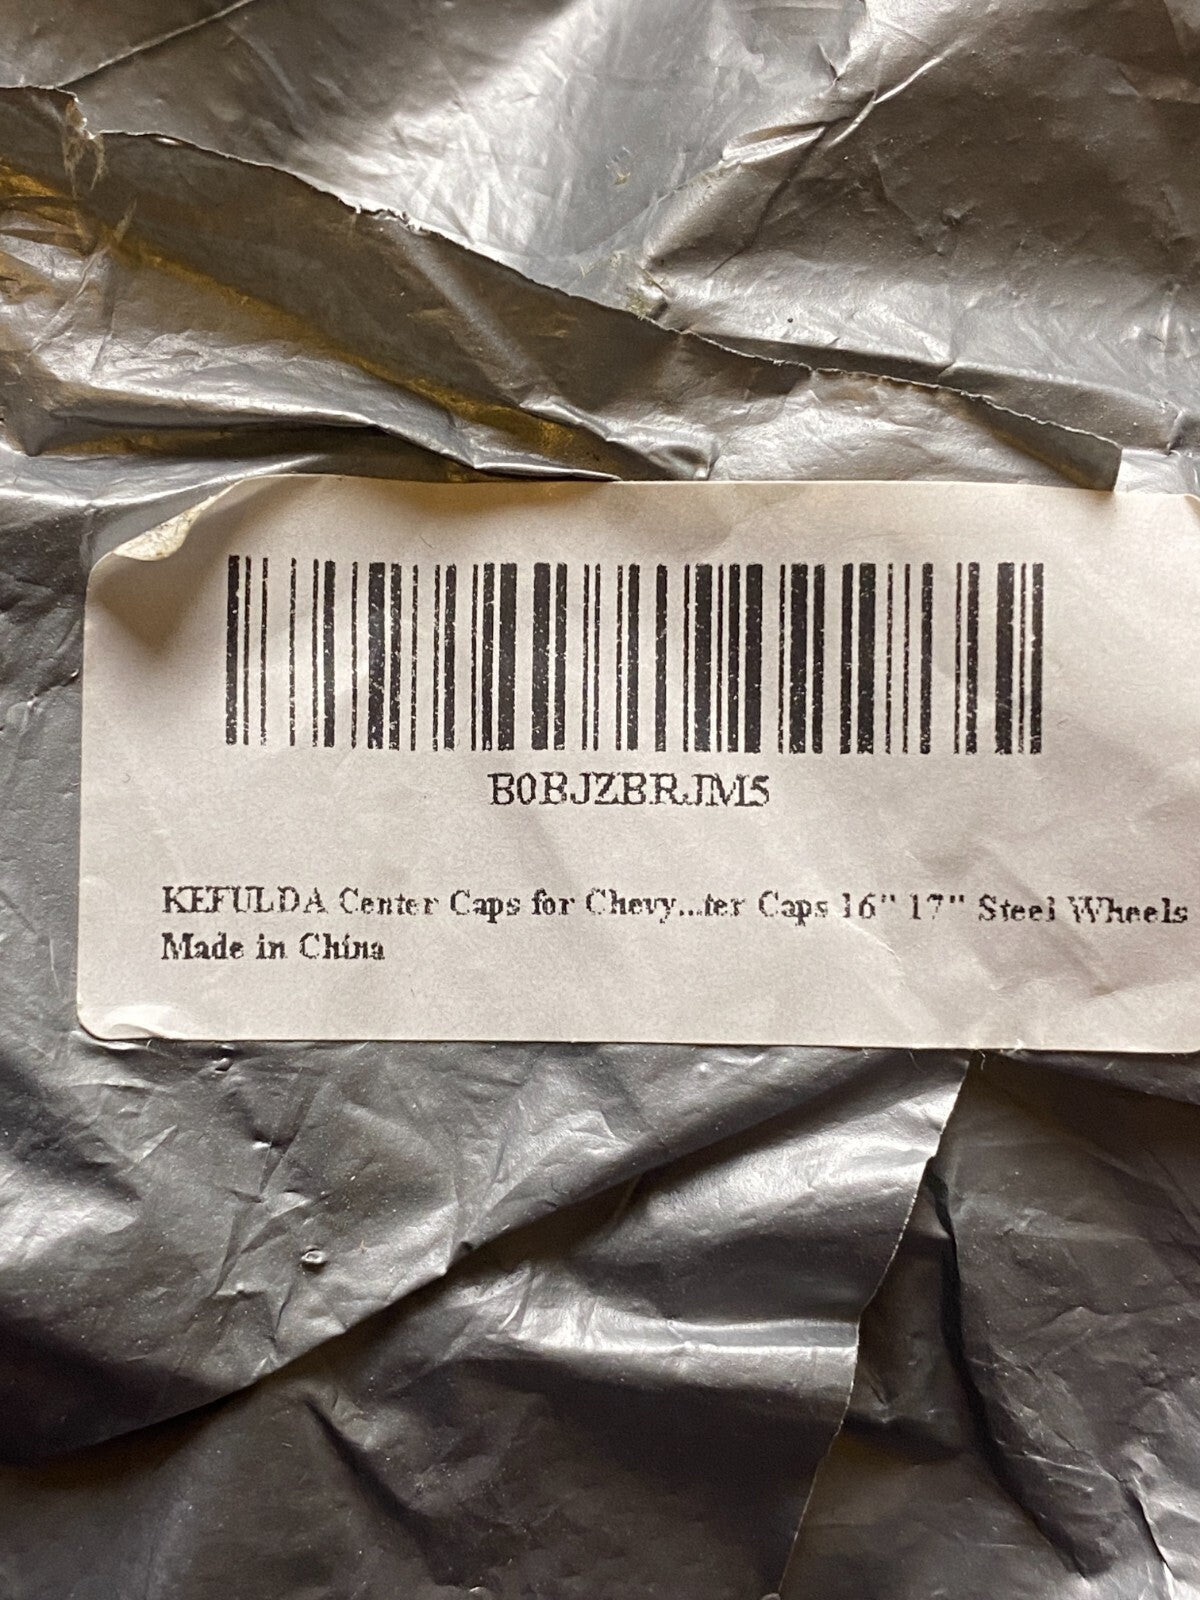 B0BJZBRJM5
KEFULDA Center Caps for Chevy...ter Caps 16" 17" Steel Wheels
Made in China